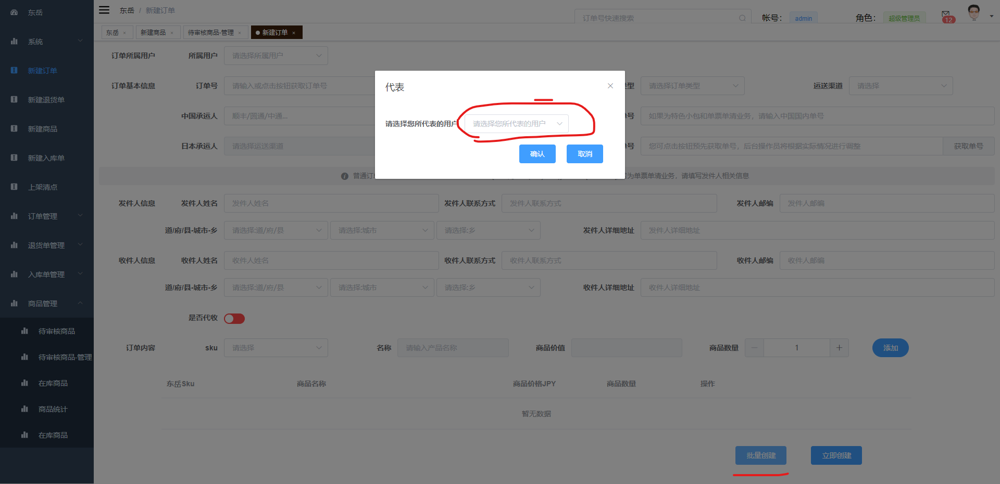 东岳
系统
新建订单
新建退货单
新建商品
新建入库单
上架清点
订单管理
退货单管理
入库单管理
商品管理
待审核商品
待审核商品-管理
在库商品
商品统计
在库商品
东岳 / 新建订单
订单号快速搜索
帐号： admin
角色： 超级管理员
12
东岳 ×
新建商品 ×
待审核商品-管理 ×
新建订单 ×
订单所属用户 所属用户 请选择所属用户
订单基本信息 订单号 请输入或点击按钮获取订单号
类型 请选择订单类型 运送渠道 请选择
中国承运人 顺丰/圆通/中通...
单号 如果为特色小包和单票单清业务，请输入中国国内单号
日本承运人 请选择运送渠道
单号 您可点击按钮预先获取单号，后台操作员将根据实际情况进行调整 获取单号
代表
请选择您所代表的用户 请选择您所代表的用户
确认 取消
普通订
为单票单清业务，请填写发件人相关信息
发件人信息 发件人姓名 发件人姓名 发件人联系方式 发件人联系方式 发件人邮编 发件人邮编
道/府/县-城市-乡 请选择:道/府/县 请选择:城市 请选择:乡 发件人详细地址 发件人详细地址
收件人信息 收件人姓名 收件人姓名 收件人联系方式 收件人联系方式 收件人邮编 收件人邮编
道/府/县-城市-乡 请选择:道/府/县 请选择:城市 请选择:乡 收件人详细地址 收件人详细地址
是否代收
订单内容 sku 请选择 名称 请输入产品名称 商品价值 商品数量 1 添加
东岳Sku 商品名称 商品价格JPY 商品数量 操作
暂无数据
批量创建 立即创建